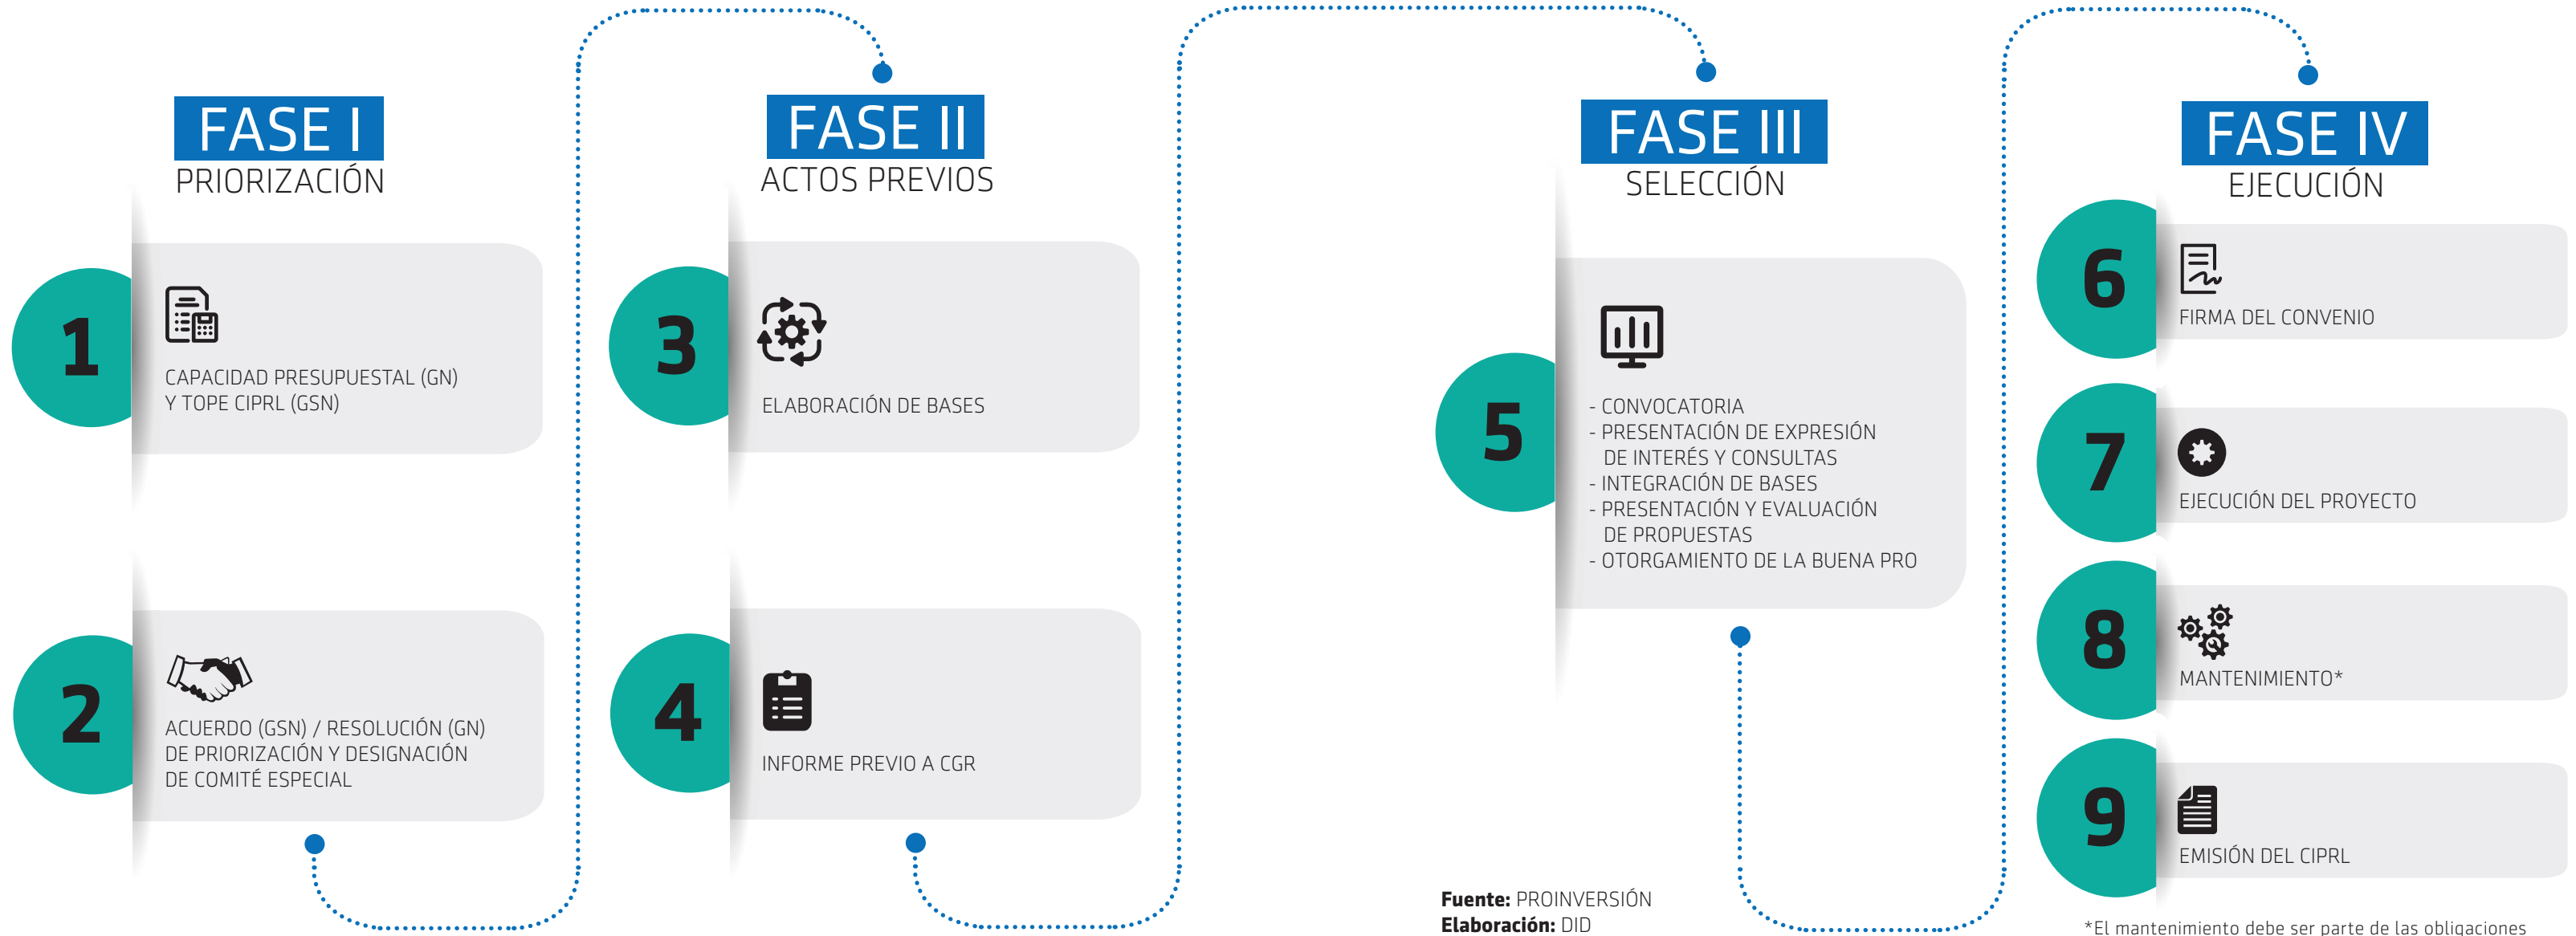 FASE I
PRIORIZACIÓN
1
CAPACIDAD PRESUPUESTAL (GN)
Y TOPE CIPRL (GSN)
2
ACUERDO (GSN) / RESOLUCIÓN (GN)
DE PRIORIZACIÓN Y DESIGNACIÓN
DE COMITÉ ESPECIAL
FASE II
ACTOS PREVIOS
3
ELABORACIÓN DE BASES
4
INFORME PREVIO A CGR
FASE III
SELECCIÓN
5
- CONVOCATORIA
- PRESENTACIÓN DE EXPRESIÓN
DE INTERÉS Y CONSULTAS
- INTEGRACIÓN DE BASES
- PRESENTACIÓN Y EVALUACIÓN
DE PROPUESTAS
- OTORGAMIENTO DE LA BUENA PRO
FASE IV
EJECUCIÓN
6
FIRMA DEL CONVENIO
7
EJECUCIÓN DEL PROYECTO
8
MANTENIMIENTO*
9
EMISIÓN DEL CIPRL
Fuente: PROINVERSIÓN
Elaboración: DID
*El mantenimiento debe ser parte de las obligaciones